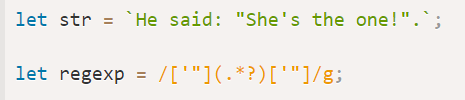 let str = `He said: "She's the one!".`;
let regexp = /['"](.*?)['"]/g;